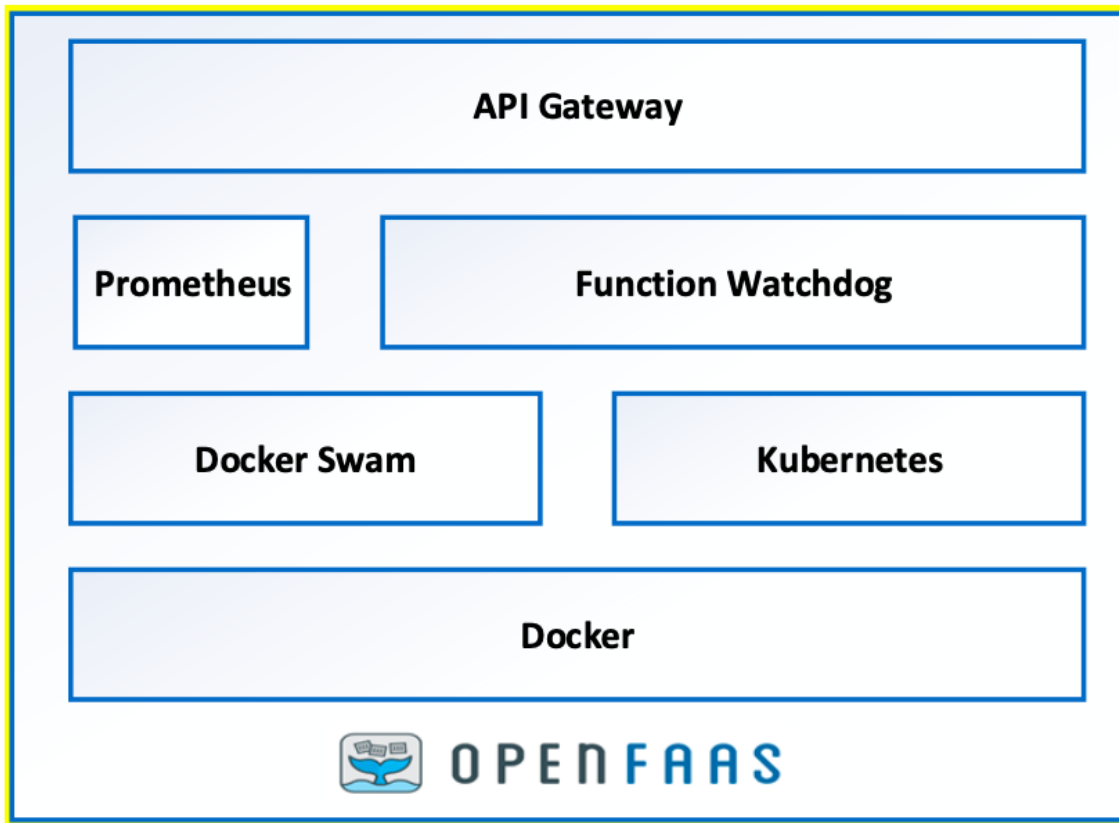 API Gateway
Prometheus
Function Watchdog
Docker Swam
Kubernetes
Docker
OPENFAAS